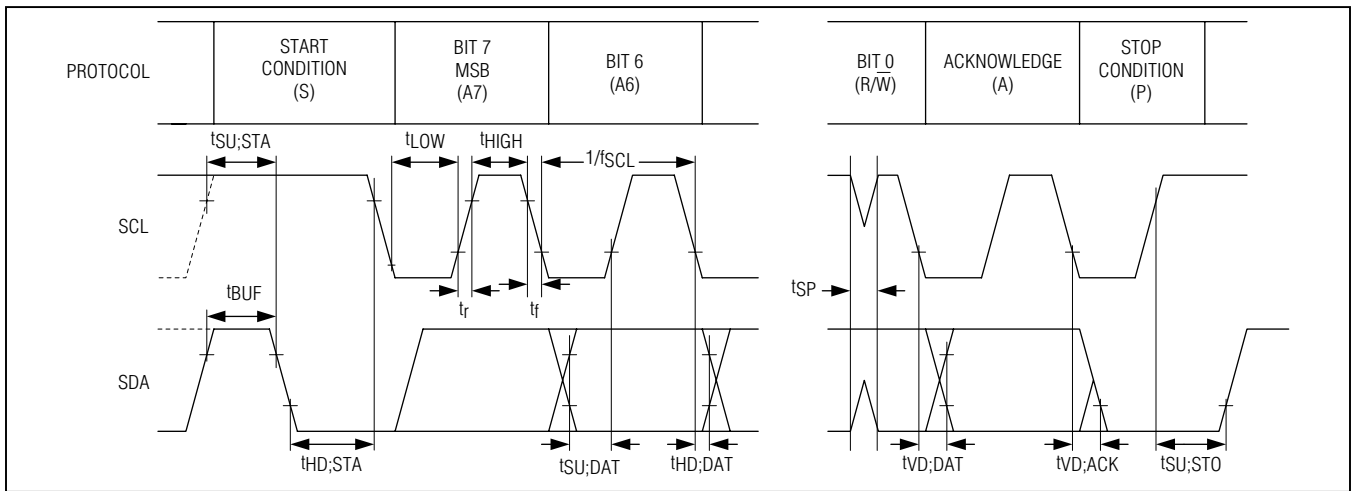 PROTOCOL
START
CONDITION
(S)
BIT 7
MSB
(A7)
BIT 6
(A6)
BIT 0
(R/W̅)
ACKNOWLEDGE
(A)
STOP
CONDITION
(P)
tSU;STA
tLOW
tHIGH
1/fSCL
SCL
tBUF
tr
tf
tSP
SDA
tHD;STA
tSU;DAT
tHD;DAT
tVD;DAT
tVD;ACK
tSU;STO